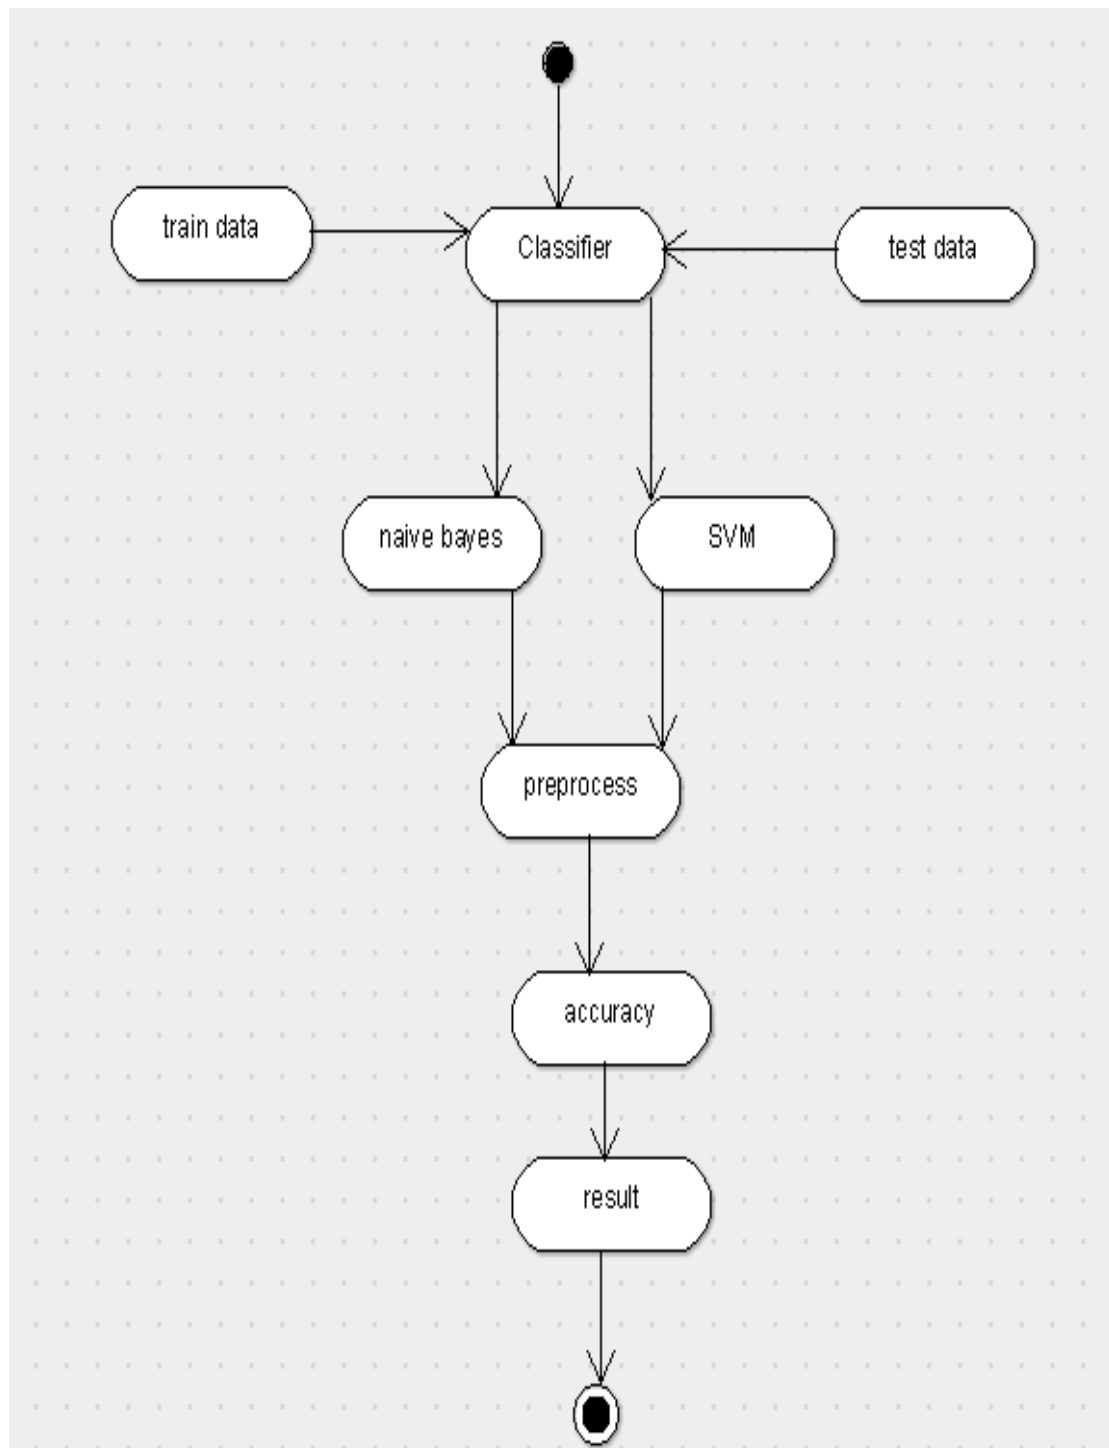 train data
Classifier
test data
naive bayes
SVM
preprocess
accuracy
result